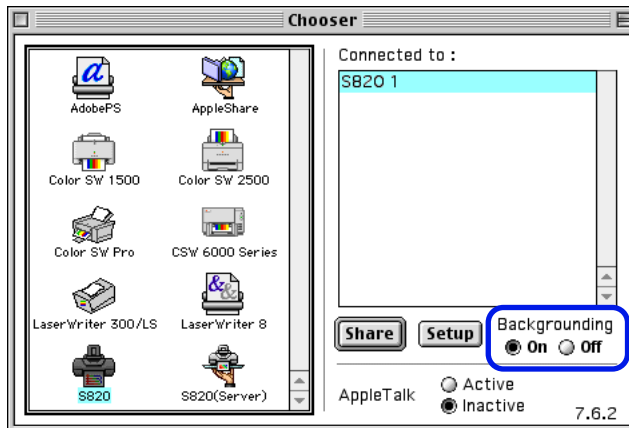 Chooser
AdobePS
AppleShare
Color SW 1500
Color SW 2500
Color SW Pro
CSW 6000 Series
LaserWriter 300/LS
LaserWriter 8
S820
S820(Server)
Connected to :
S820 1
Share
Setup
Backgrounding
On Off
AppleTalk
Active
Inactive
7.6.2